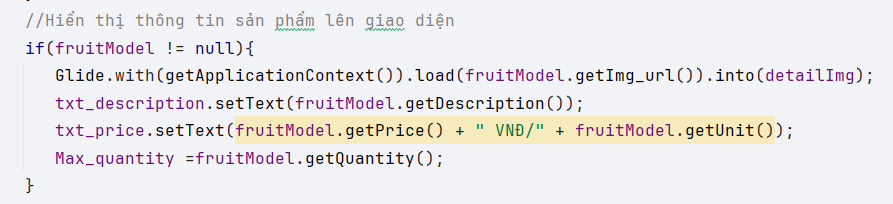 //Hiển thị thông tin sản phẩm lên giao diện
if(fruitModel != null){
Glide.with(getApplicationContext()).load(fruitModel.getImg_url()).into(detailImg);
txt_description.setText(fruitModel.getDescription());
txt_price.setText(fruitModel.getPrice() + " VNĐ/" + fruitModel.getUnit());
Max_quantity =fruitModel.getQuantity();
}